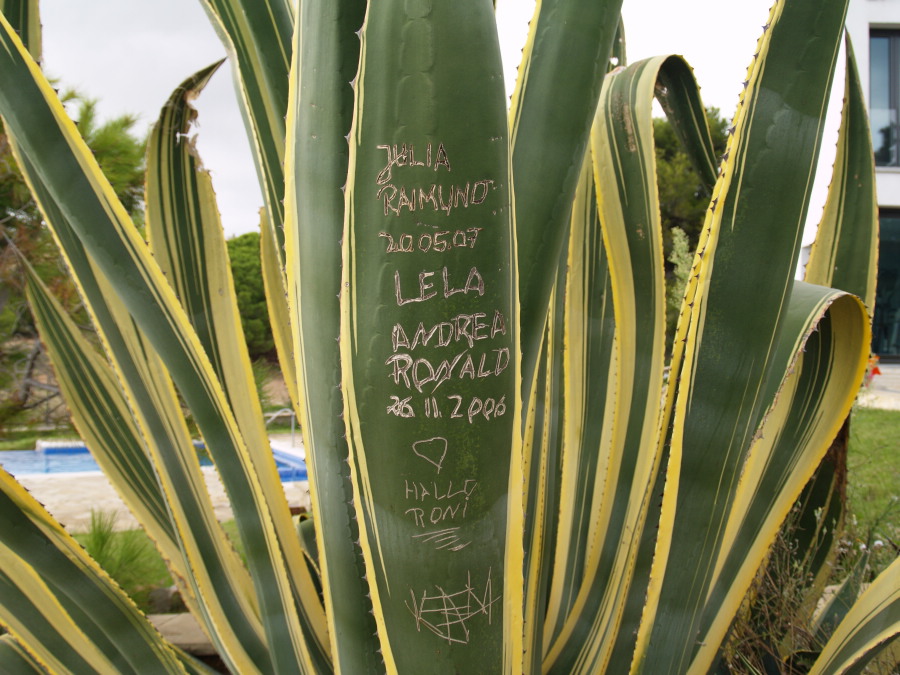 JULIA
RAIMUND
20.05.07
LELA
ANDREA
RONALD
26.11.2006
HALLO
RONI